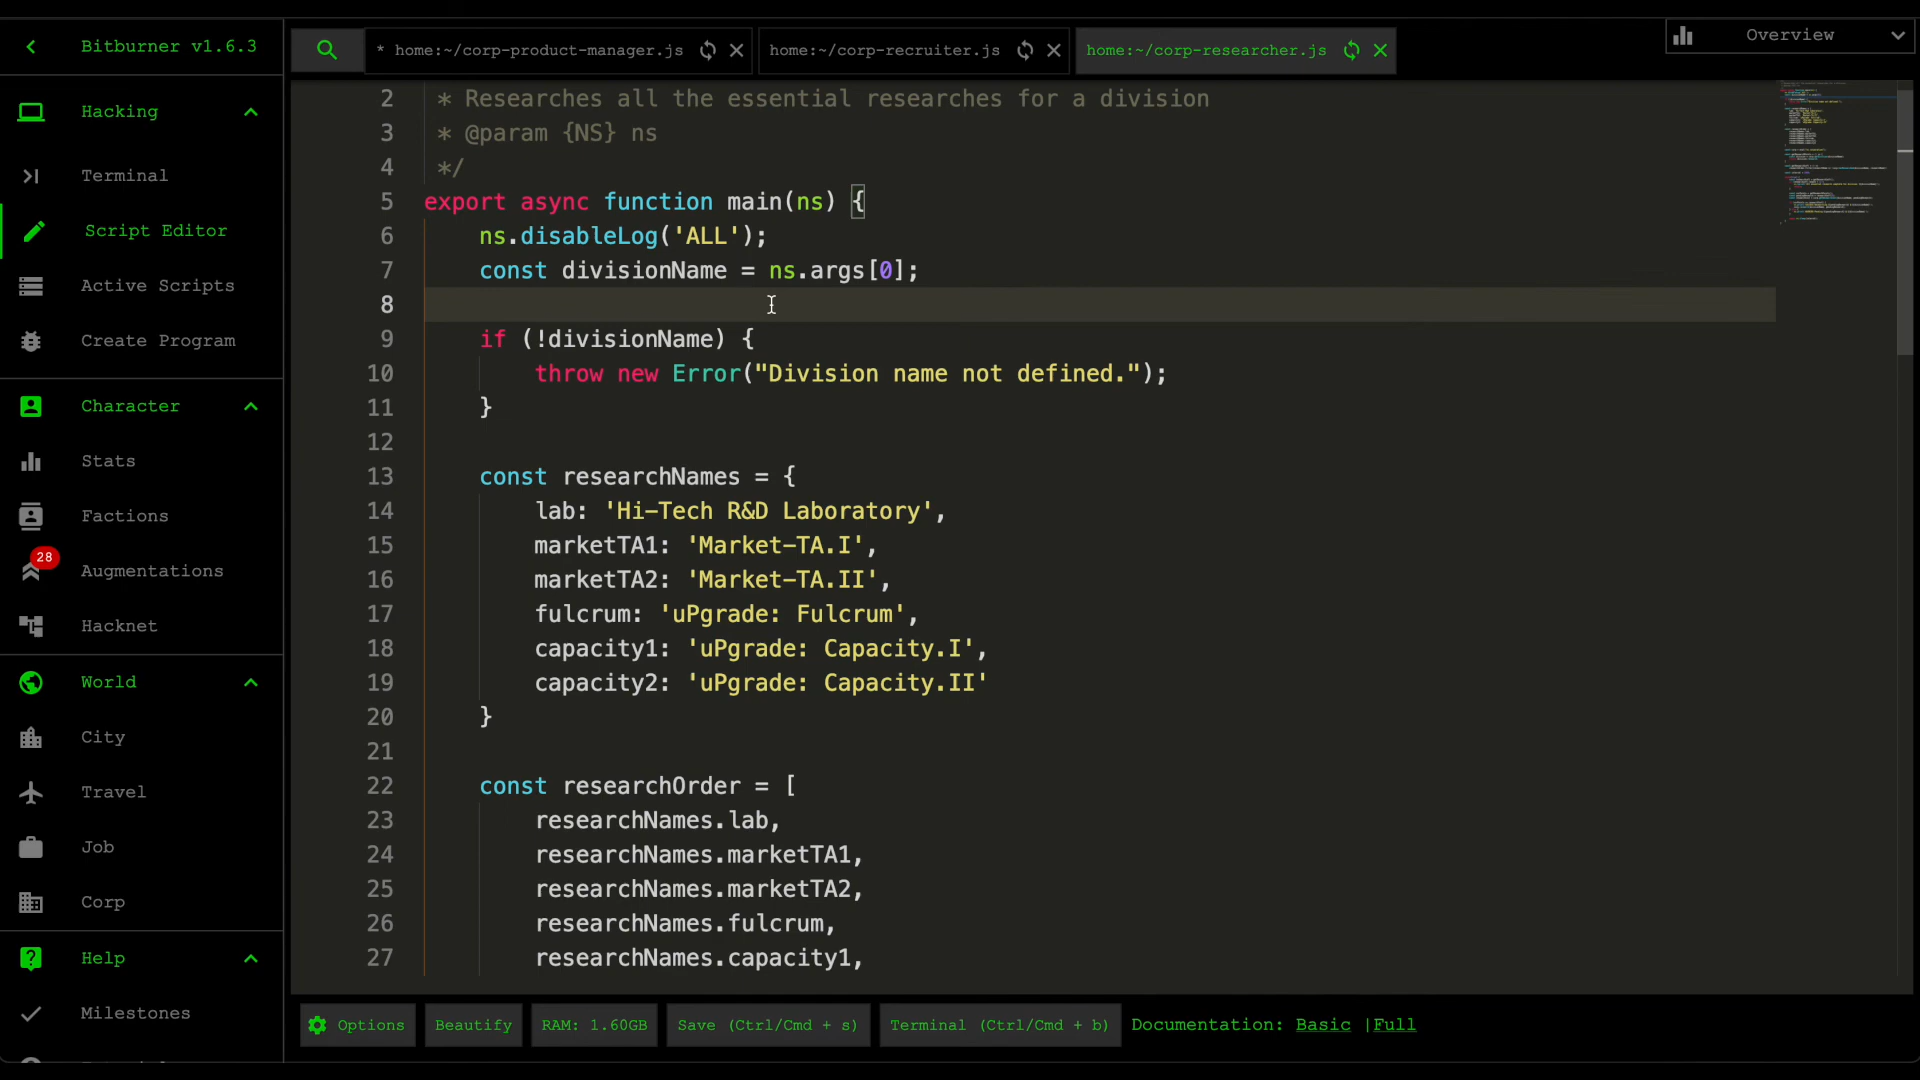 Bitburner v1.6.3
Hacking
Terminal
Script Editor
Active Scripts
Create Program
Character
Stats
Factions
28
Augmentations
Hacknet
World
City
Travel
Job
Corp
Help
Milestones
* home:~/corp-product-manager.js
home:~/corp-recruiter.js
home:~/corp-researcher.js
Overview
2 * Researches all the essential researches for a division
3 * @param {NS} ns
4 */
5 export async function main(ns) {
6 ns.disableLog('ALL');
7 const divisionName = ns.args[0];
8
9 if (!divisionName) {
10 throw new Error("Division name not defined.");
11 }
12
13 const researchNames = {
14 lab: 'Hi-Tech R&D Laboratory',
15 marketTA1: 'Market-TA.I',
16 marketTA2: 'Market-TA.II',
17 fulcrum: 'uPgrade: Fulcrum',
18 capacity1: 'uPgrade: Capacity.I',
19 capacity2: 'uPgrade: Capacity.II'
20 }
21
22 const researchOrder = [
23 researchNames.lab,
24 researchNames.marketTA1,
25 researchNames.marketTA2,
26 researchNames.fulcrum,
27 researchNames.capacity1,
Options
Beautify
RAM: 1.60GB
Save (Ctrl/Cmd + s)
Terminal (Ctrl/Cmd + b)
Documentation: Basic |Full